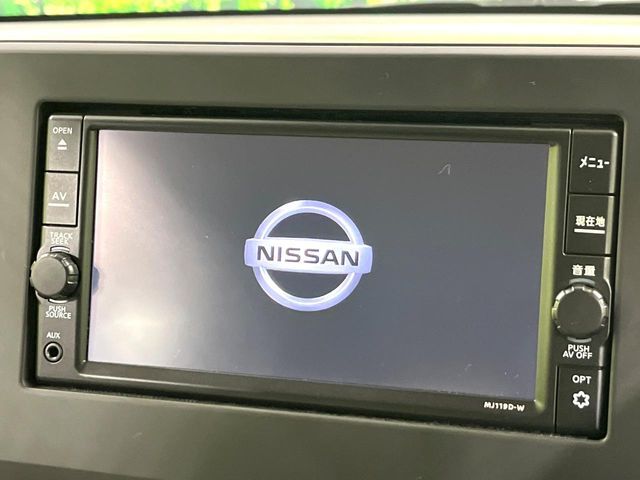 OPEN
AV
TRACK
SEEK
PUSH
SOURCE
AUX
NISSAN
メニュー
現在地
音量
PUSH
AV OFF
OPT
MJ119D-W